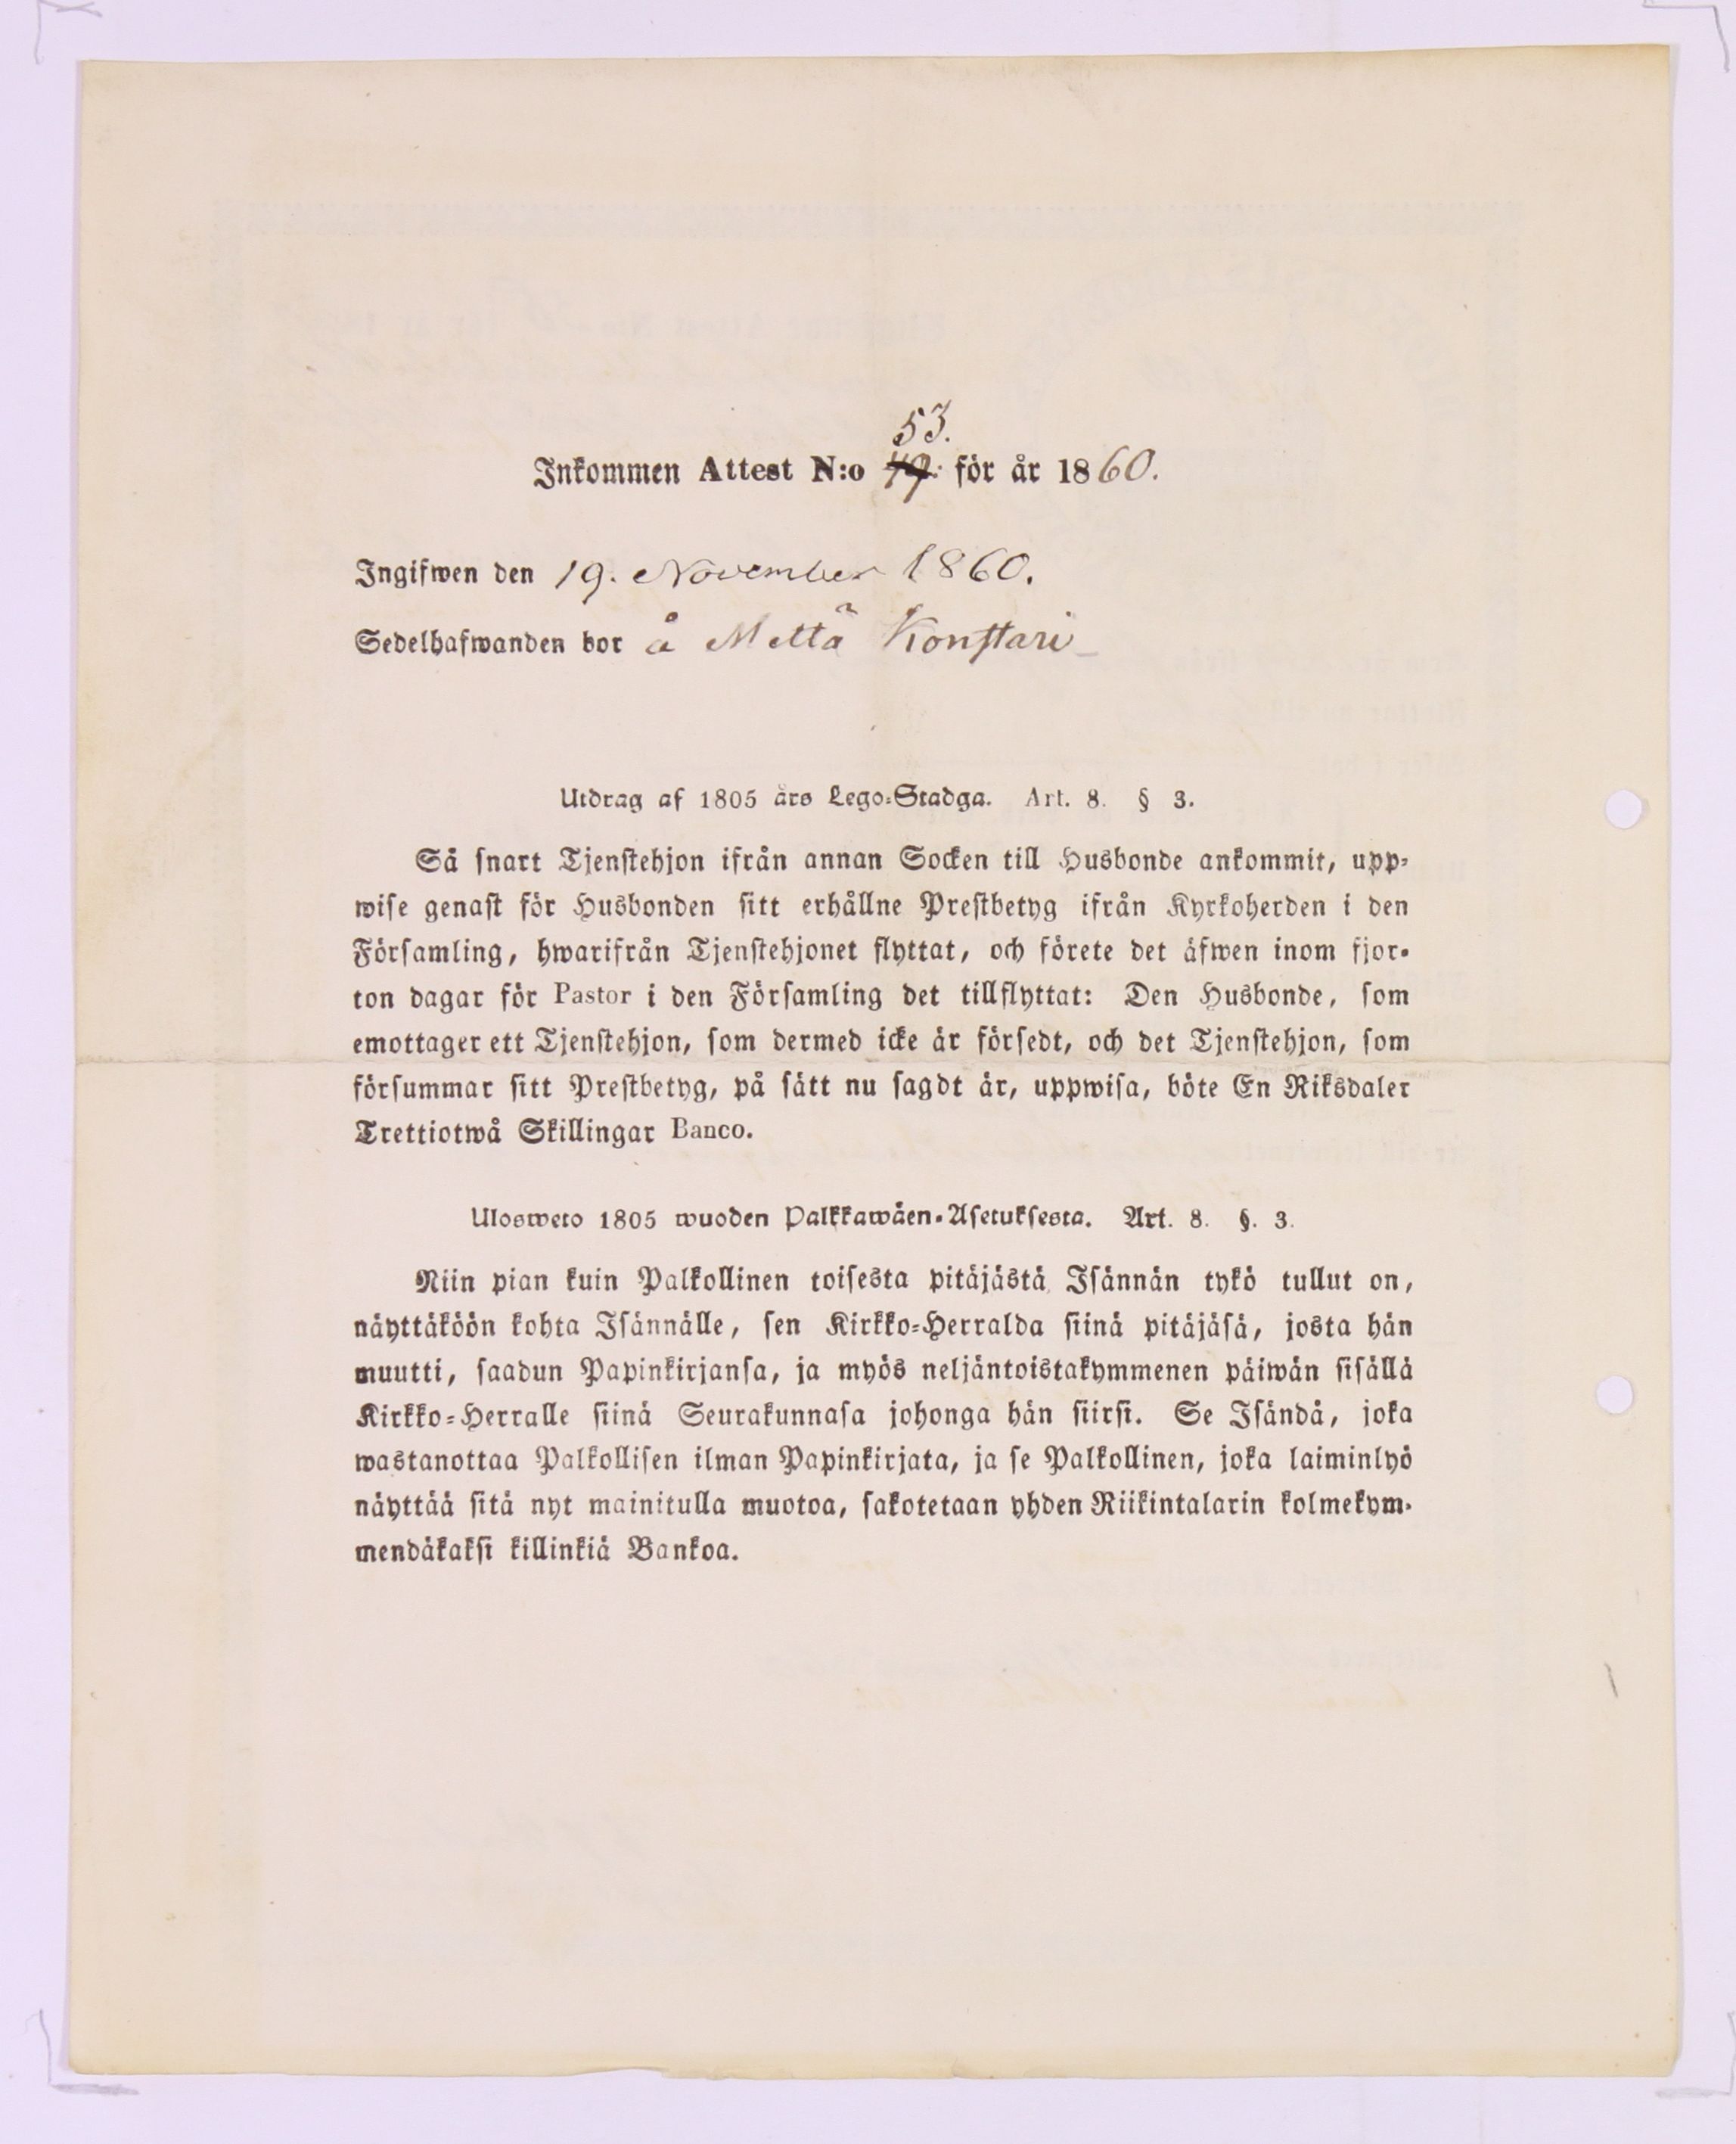 53.
Inkommen Attest N:o 49. för år 1860.
Ingifwen den 19. November 1860.
Sedelhafwanden bor å Mettä Konstari
Utdrag af 1805 års Lego-Stadga. Art. 8. § 3.
Så snart Tjenstehjon ifrån annan Socken till Husbonde ankommit, upp-
wise genast för Husbonden sitt erhållne Prestbetyg ifrån Kyrkoherden i den
Församling, hwarifrån Tjenstehjonet flyttat, och förete det äfwen inom fjor-
ton dagar för Pastor i den Församling det tillflyttat: Den Husbonde, som
emottager ett Tjenstehjon, som dermed icke är försedt, och det Tjenstehjon, som
försummar sitt Prestbetyg, på sätt nu sagdt är, uppwisa, böte En Riksdaler
Trettiotwå Skillingar Banco.
Ulosweto 1805 wuoden Palkkawäen-Asetuksesta. Art. 8. §. 3.
Niin pian kuin Palkollinen toisesta pitäjästä Isännän tykö tullut on,
näyttäköön kohta Isännälle, sen Kirkko-Herralda siinä pitäjäsä, josta hän
muutti, saadun Papinkirjansa, ja myös neljäntoistakymmenen päiwän sisällä
Kirkko-Herralle siinä Seurakunnasa johonga hän siirsi. Se Isändä, joka
wastanottaa Palkollisen ilman Papinkirjata, ja se Palkollinen, joka laiminlyö
näyttää sitä nyt mainitulla muotoa, sakotetaan yhden Riikintalarin kolmekym-
mendäkaksi killinkiä Bankoa.